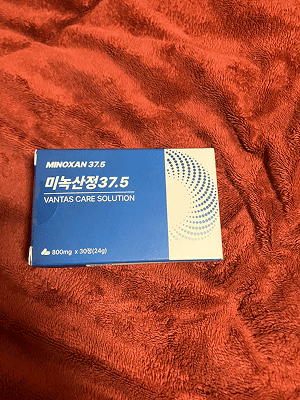 MINOXAN 37.5
미녹산정37.5
VANTAS CARE SOLUTION
800mg x 30정(24g)